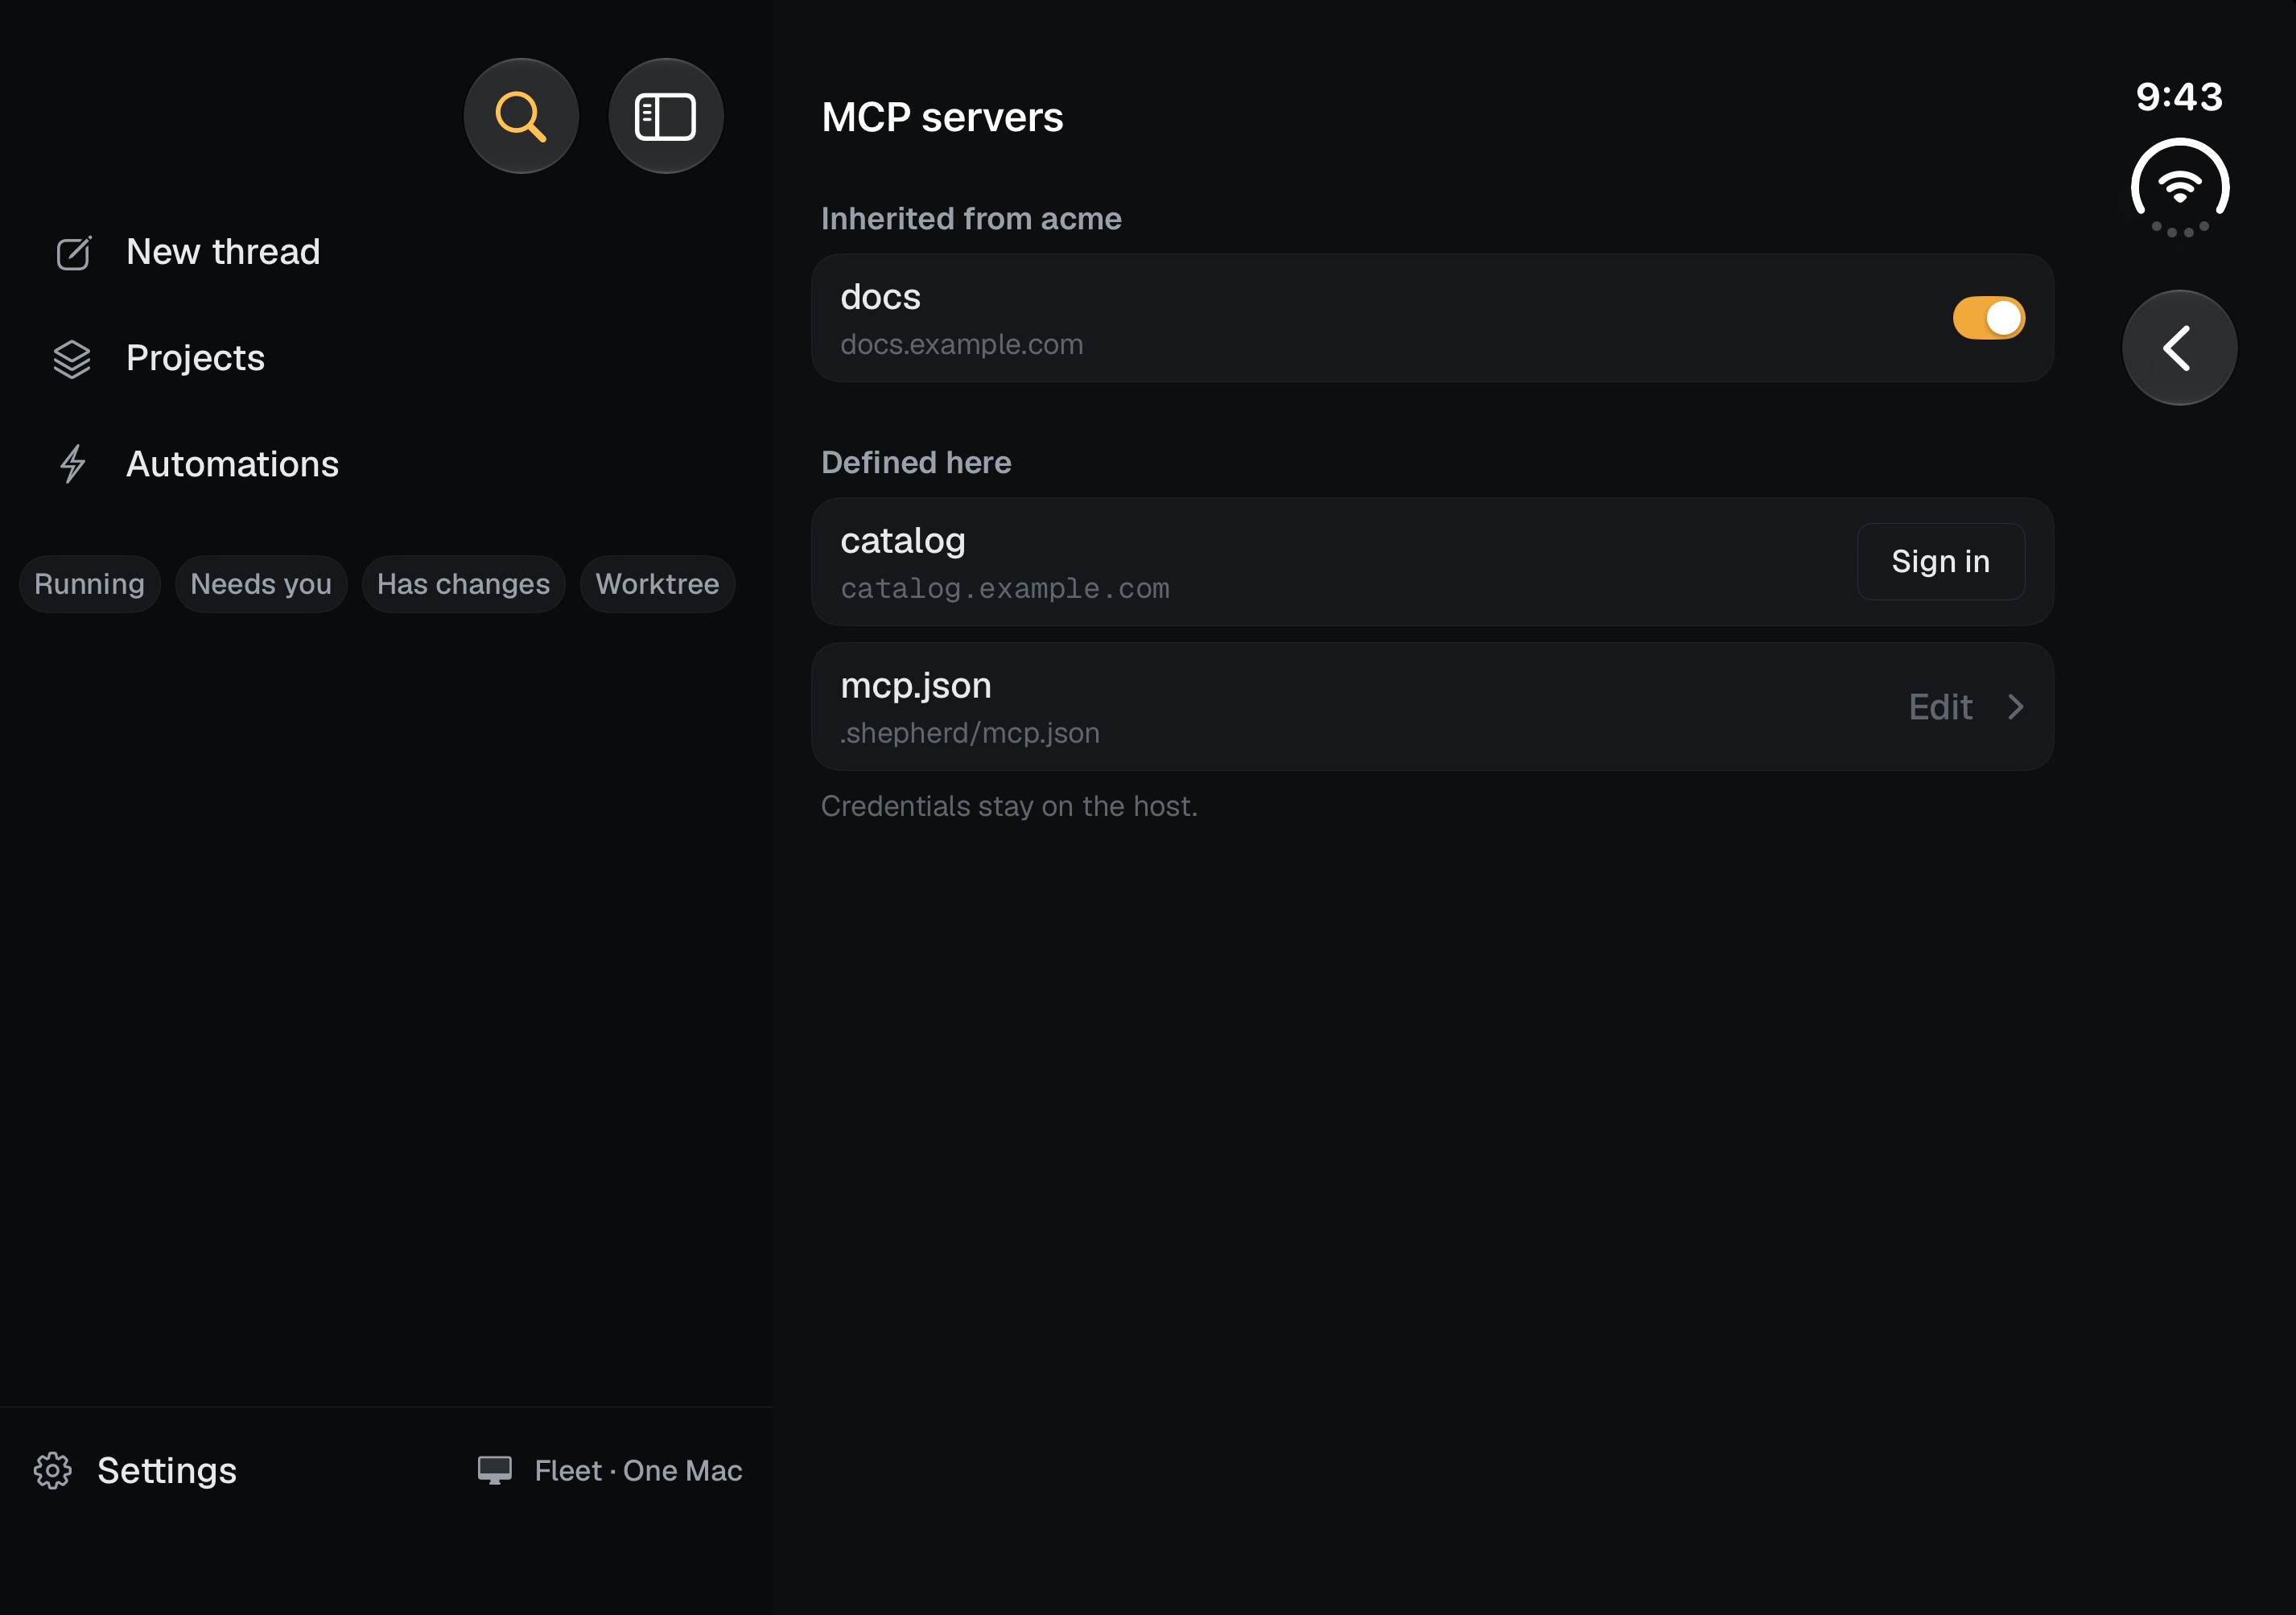 New thread
Projects
Automations
Running
Needs you
Has changes
Worktree
Settings
Fleet · One Mac
MCP servers
Inherited from acme
docs
docs.example.com
Defined here
catalog
catalog.example.com
Sign in
mcp.json
.shepherd/mcp.json
Edit
Credentials stay on the host.
9:43